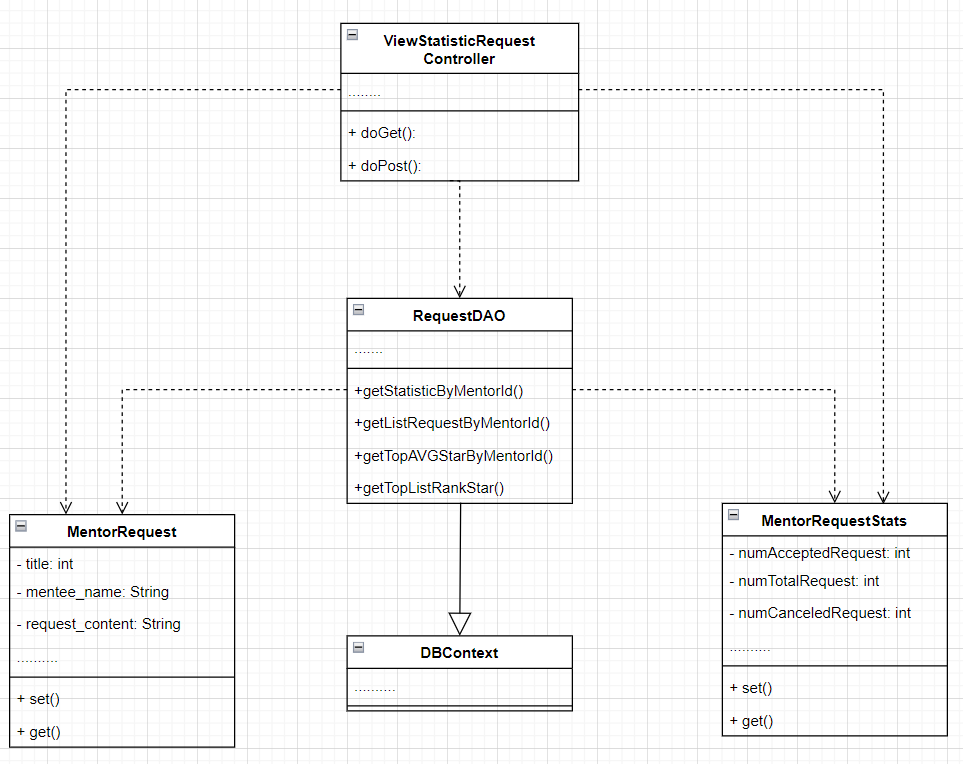 ViewStatisticRequest
Controller
........
+ doGet():
+ doPost():
RequestDAO
.......
+getStatisticByMentorId()
+getListRequestByMentorId()
+getTopAVGStarByMentorId()
+getTopListRankStar()
MentorRequest
- title: int
- mentee_name: String
- request_content: String
..........
+ set()
+ get()
DBContext
..........
MentorRequestStats
- numAcceptedRequest: int
- numTotalRequest: int
- numCanceledRequest: int
..........
+ set()
+ get()